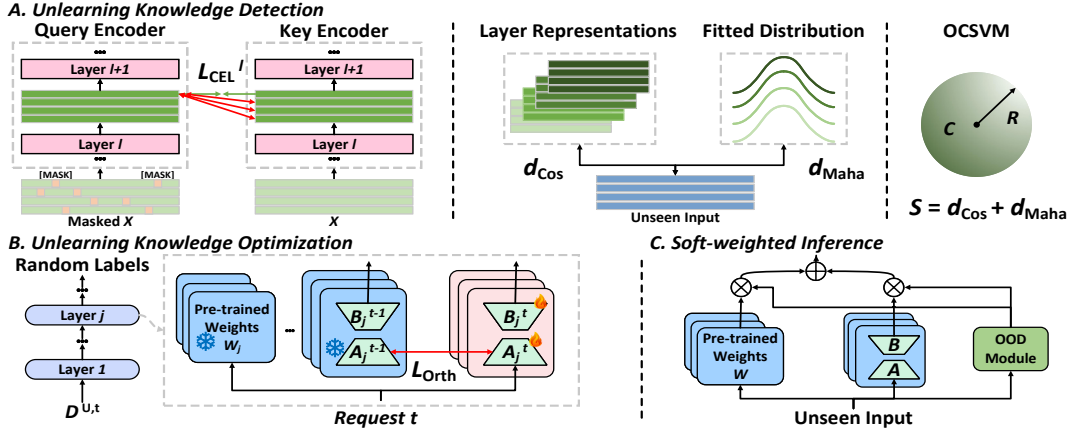 A. Unlearning Knowledge Detection
Query Encoder
Key Encoder
...
...
Layer l+1
L_CEL^l
Layer l+1
Layer l
Layer l
...
...
[MASK]
[MASK]
Masked X
X
Layer Representations
Fitted Distribution
d_Cos
d_Maha
Unseen Input
OCSVM
C
R
S = d_Cos + d_Maha
B. Unlearning Knowledge Optimization
Random Labels
...
Layer j
...
Layer 1
D^U,t
Pre-trained
Weights
W_j
...
B_j^t-1
A_j^t-1
B_j^t
A_j^t
L_Orth
Request t
C. Soft-weighted Inference
Pre-trained
Weights
W
B
A
OOD
Module
Unseen Input